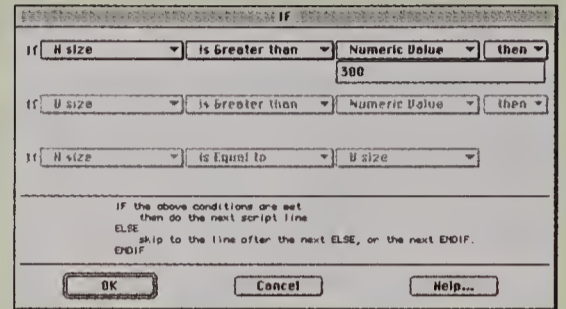 IF
If H size is Greater than Numeric Value then
300
If V size is Greater than Numeric Value then
If H size is Equal to V size
IF the above conditions are met
then do the next script line
ELSE
skip to the line after the next ELSE, or the next ENDIF.
ENDIF
OK Cancel Help...